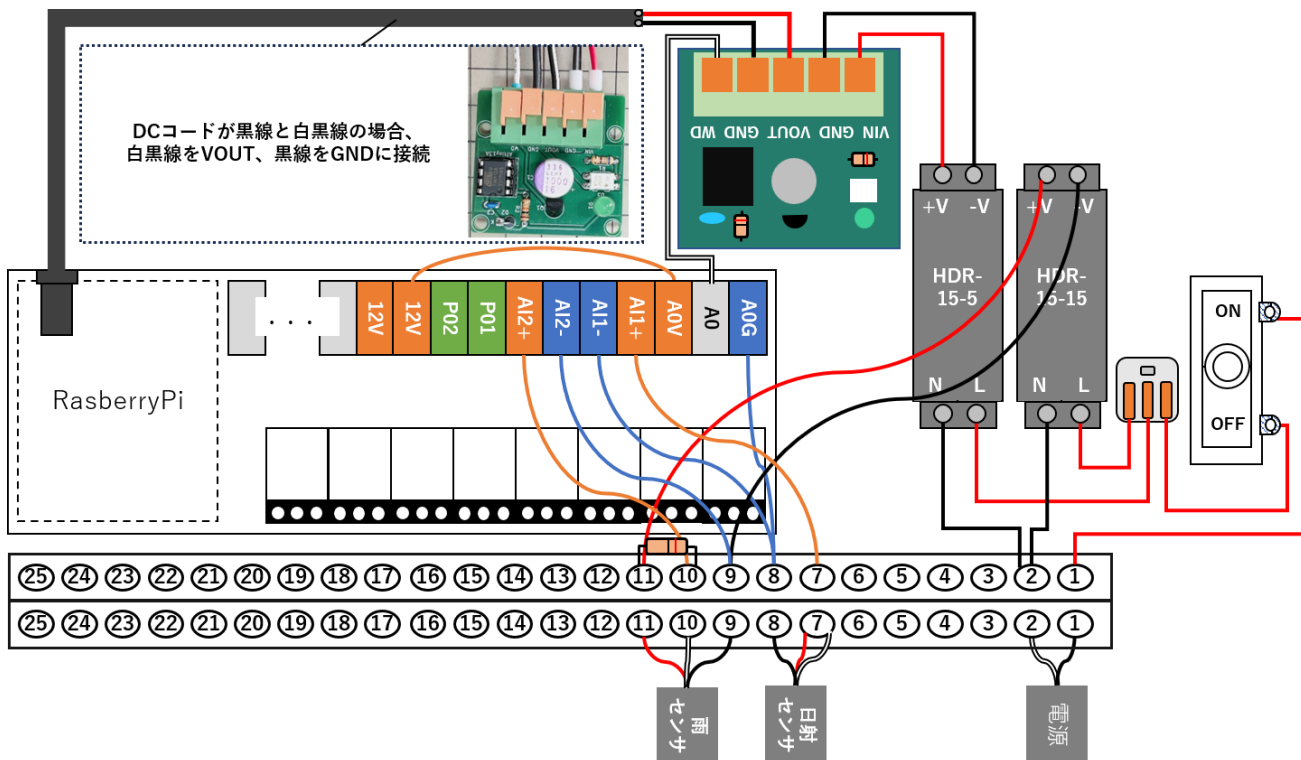 DCコードが黒線と白黒線の場合、
白黒線をVOUT、黒線をGNDに接続
WD GND VOUT GND VIN
WD GND VOUT GND VIN
+V -V
HDR-
15-5
N L
+V -V
HDR-
15-15
N L
ON
OFF
RasberryPi
. . .
12V
12V
P02
P01
AI2+
AI2-
AI1-
AI1+
A0V
A0
A0G
25 24 23 22 21 20 19 18 17 16 15 14 13 12 11 10 9 8 7 6 5 4 3 2 1
25 24 23 22 21 20 19 18 17 16 15 14 13 12 11 10 9 8 7 6 5 4 3 2 1
雨
センサ
日射
センサ
電源